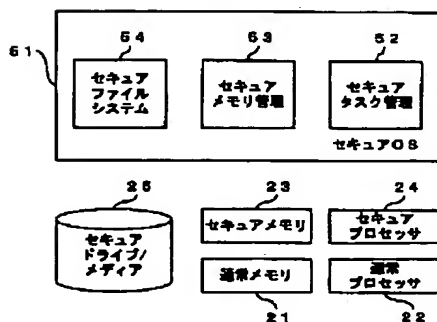 54
53
52
51
セキュア
ファイル
システム
セキュア
メモリ管理
セキュア
タスク管理
セキュアOS
25
23
24
セキュア
ドライブ/
メディア
セキュアメモリ
セキュア
プロセッサ
通常メモリ
通常
プロセッサ
21
22